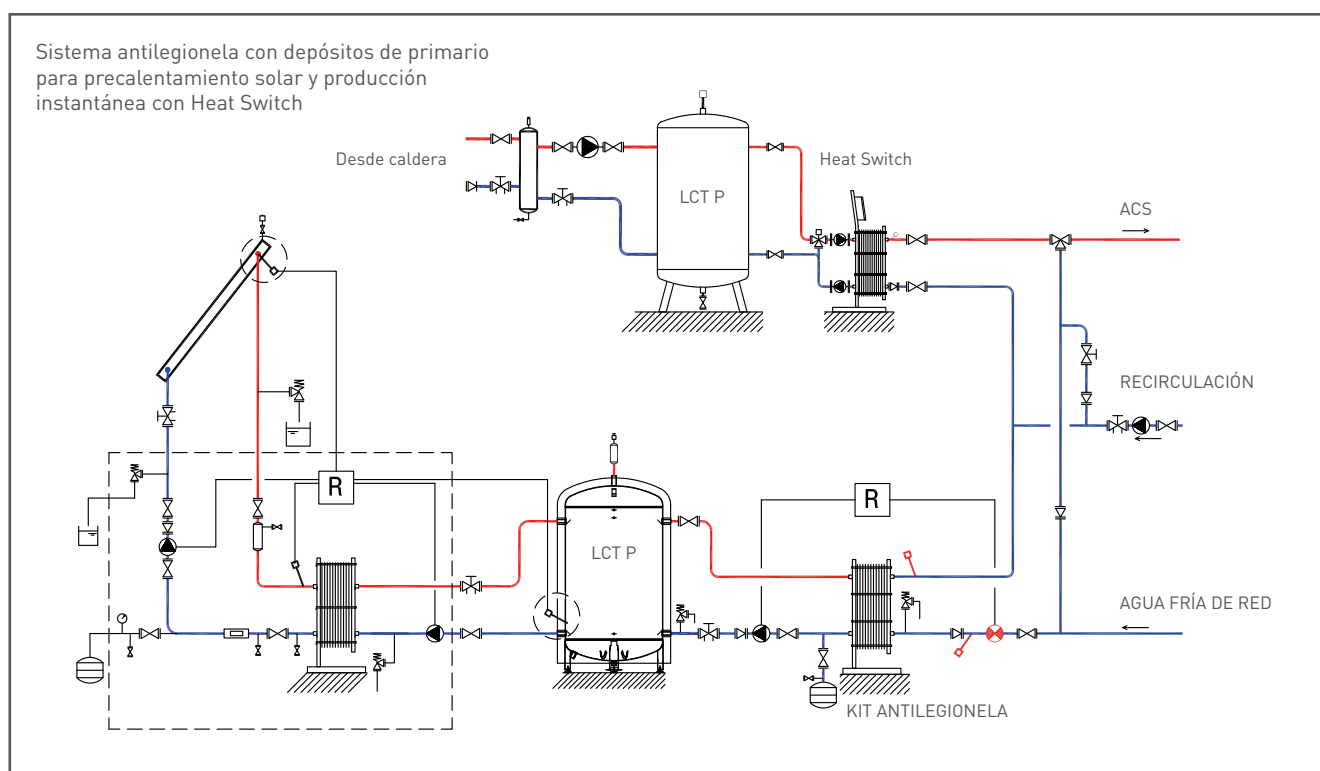 Sistema antilegionela con depósitos de primario
para precalentamiento solar y producción
instantánea con Heat Switch
Desde caldera
LCT P
Heat Switch
ACS
RECIRCULACIÓN
R
R
LCT P
AGUA FRÍA DE RED
KIT ANTILEGIONELA